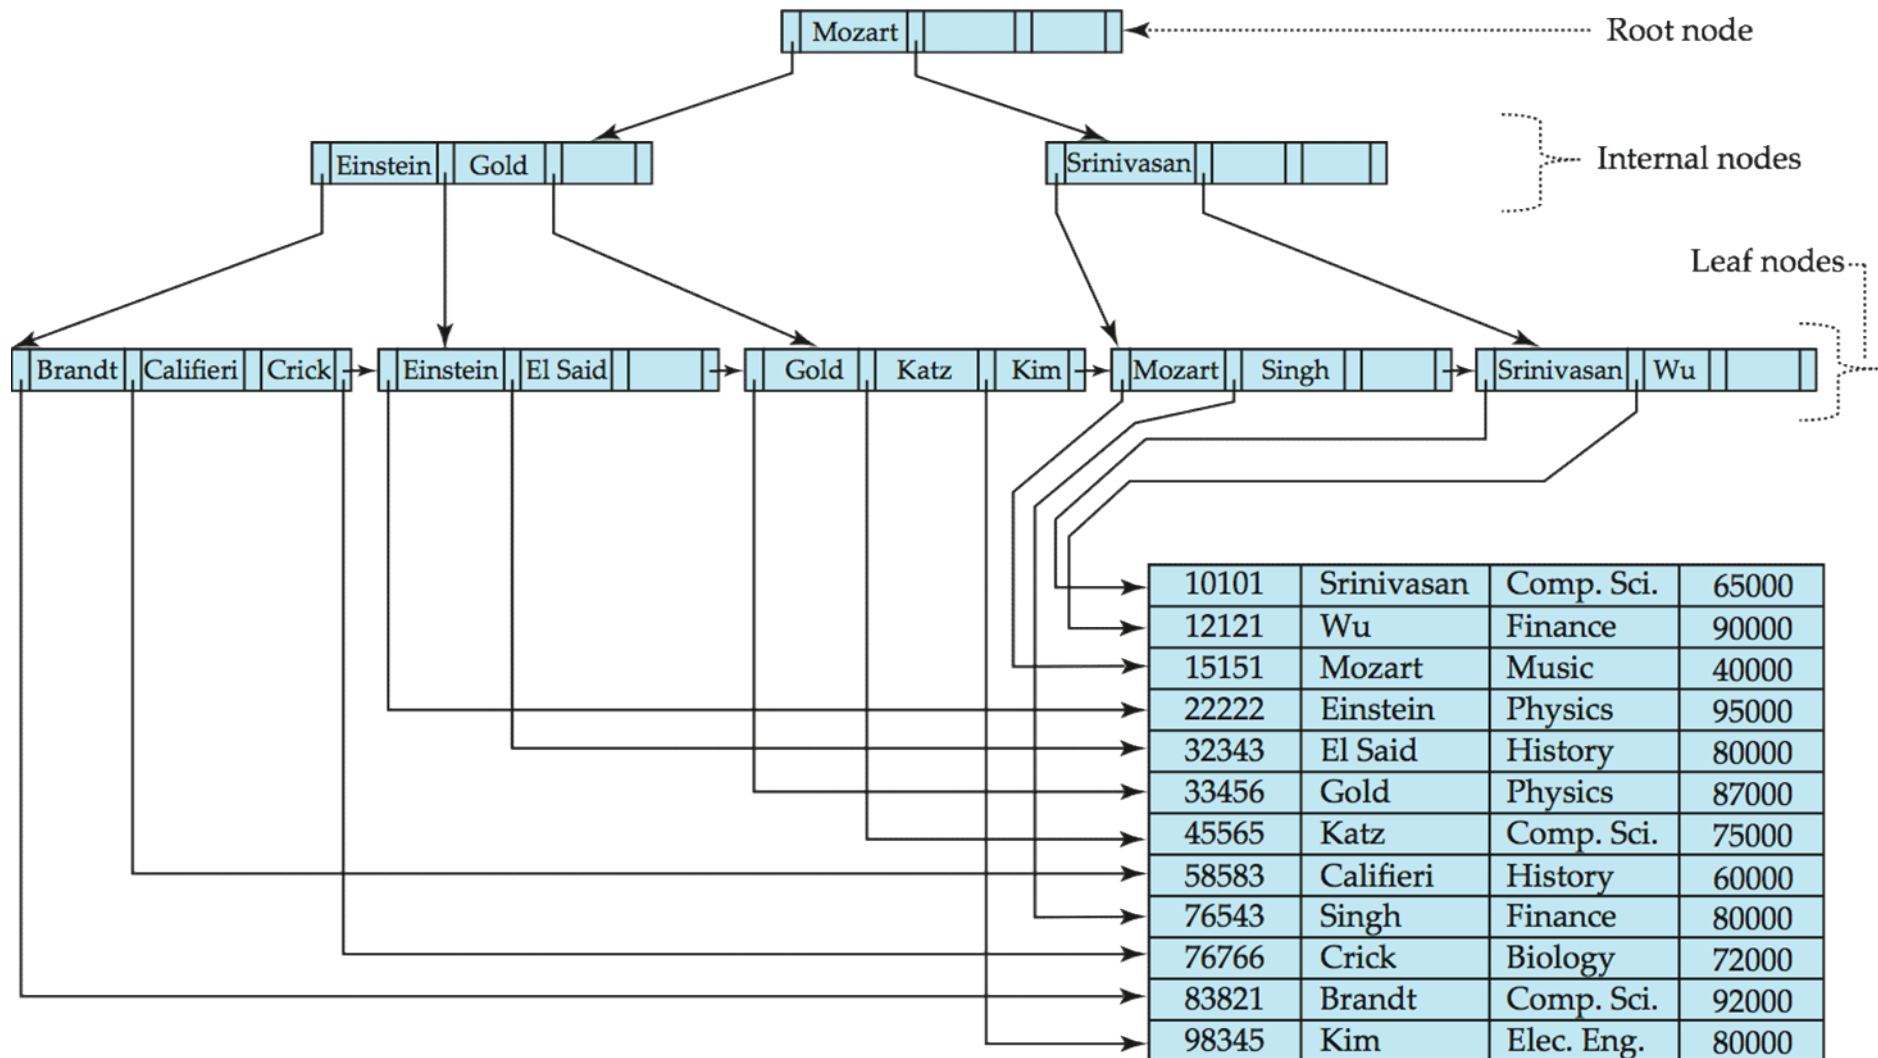 Mozart
Root node
Einstein Gold
Srinivasan
Internal nodes
Leaf nodes
Brandt Califieri Crick
Einstein El Said
Gold Katz Kim
Mozart Singh
Srinivasan Wu
10101 Srinivasan Comp. Sci. 65000
12121 Wu Finance 90000
15151 Mozart Music 40000
22222 Einstein Physics 95000
32343 El Said History 80000
33456 Gold Physics 87000
45565 Katz Comp. Sci. 75000
58583 Califieri History 60000
76543 Singh Finance 80000
76766 Crick Biology 72000
83821 Brandt Comp. Sci. 92000
98345 Kim Elec. Eng. 80000